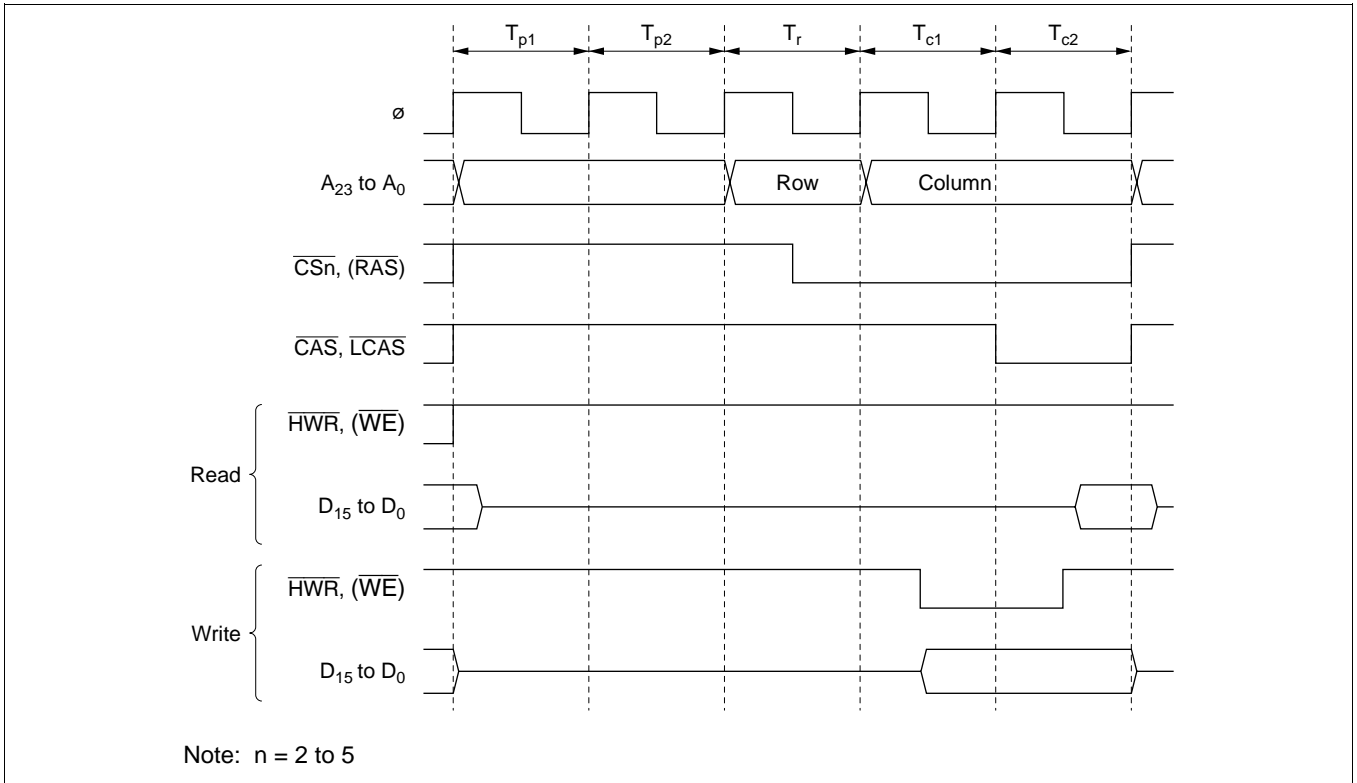 Tp1 Tp2 Tr Tc1 Tc2
ø
A23 to A0 Row Column
CSn, (RAS)
CAS, LCAS
HWR, (WE)
Read
D15 to D0
HWR, (WE)
Write
D15 to D0
Note: n = 2 to 5